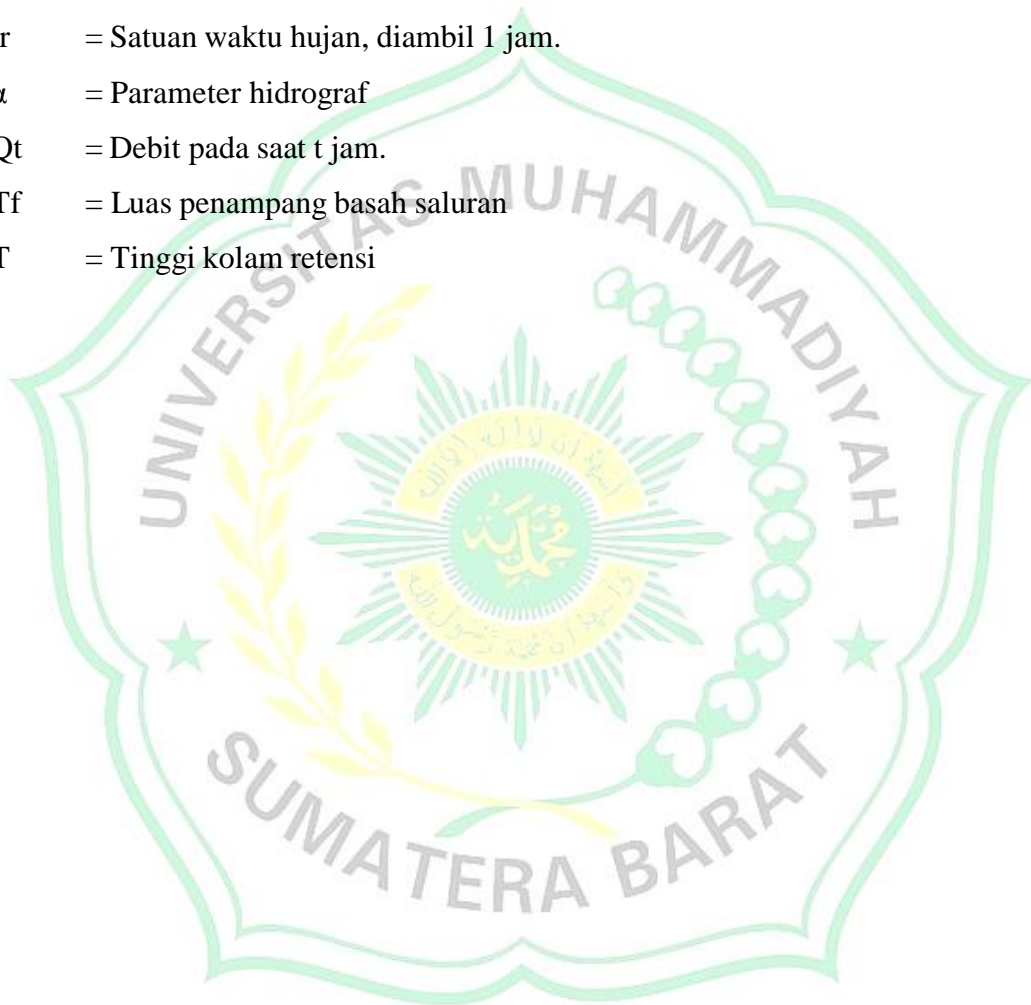 r = Satuan waktu hujan, diambil 1 jam.
α = Parameter hidrograf
Qt = Debit pada saat t jam.
Tf = Luas penampang basah saluran
T = Tinggi kolam retensi
UNIVERSITAS MUHAMMADIYAH
محمد
SUMATERA BARAT